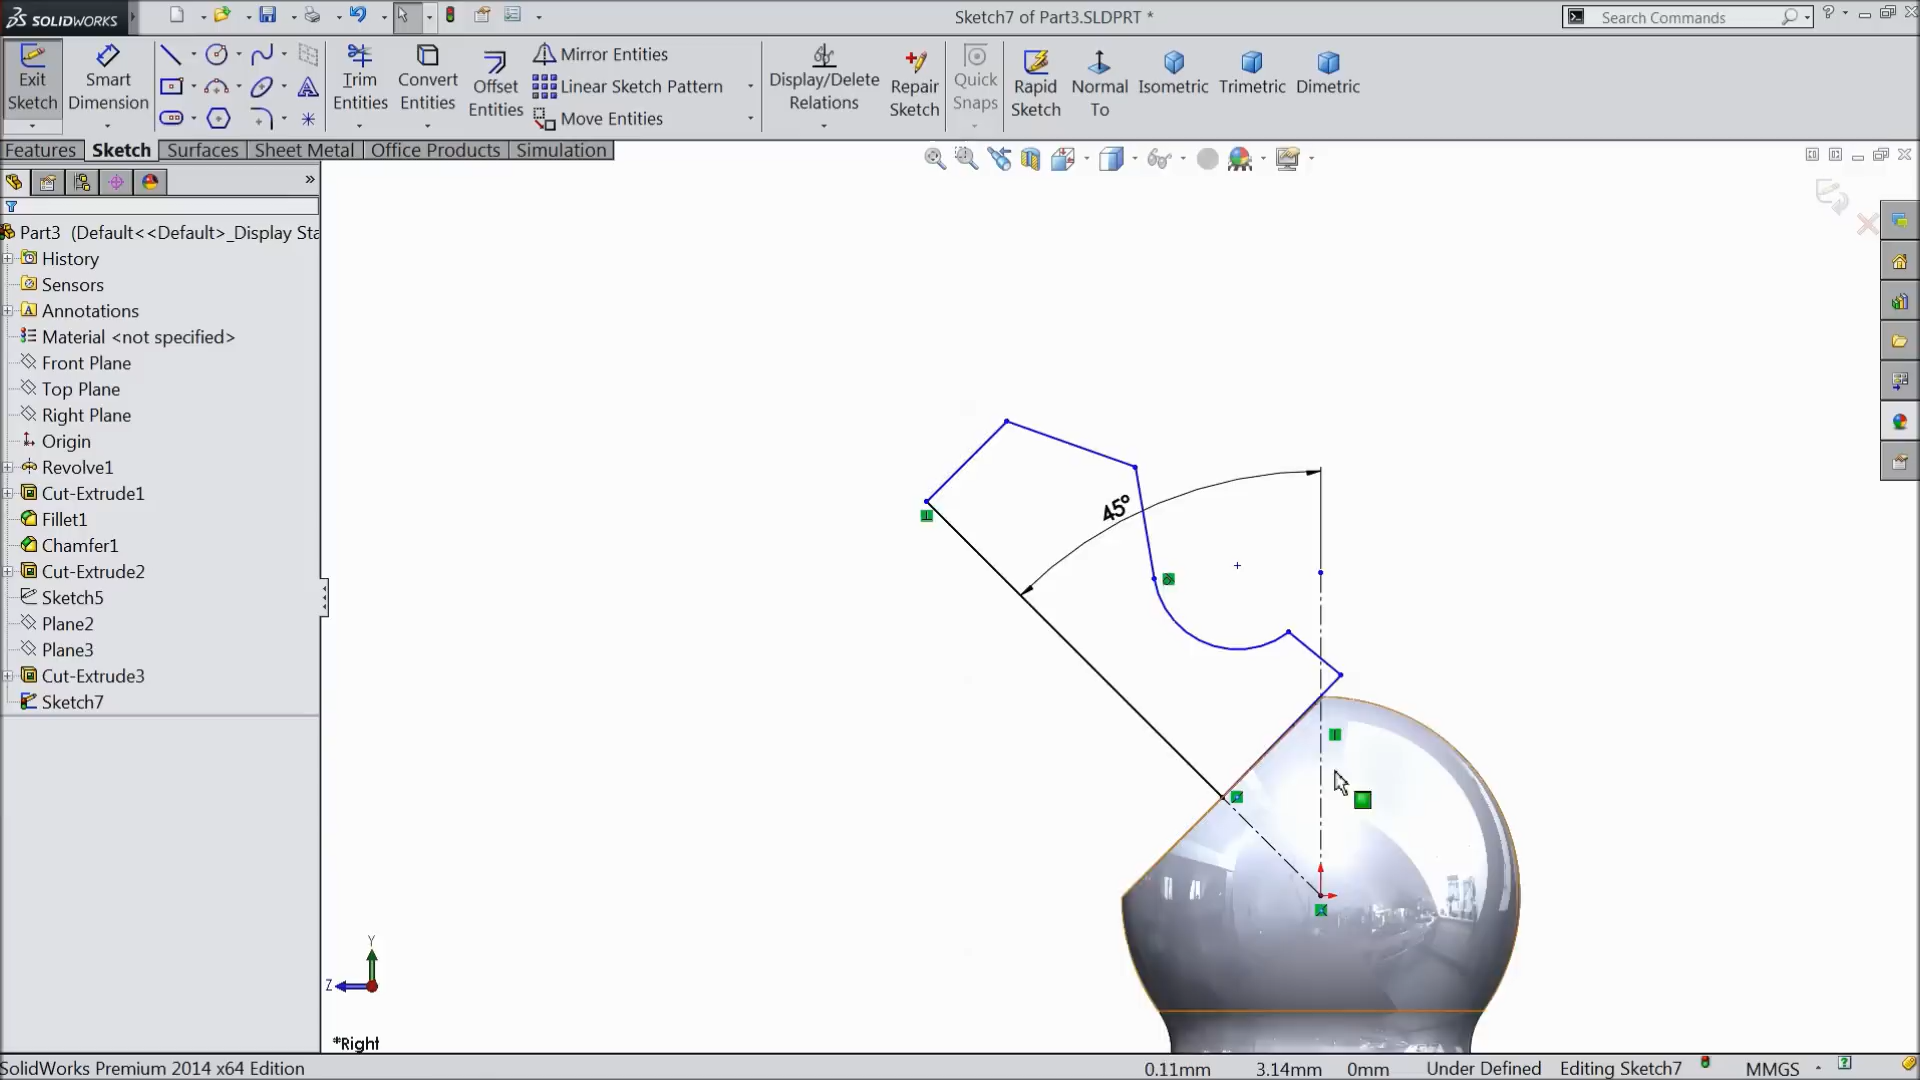 SOLIDWORKS
Sketch7 of Part3.SLDPRT *
Search Commands
Exit Sketch
Smart Dimension
Trim Entities
Convert Entities
Offset Entities
Mirror Entities
Linear Sketch Pattern
Move Entities
Display/Delete Relations
Repair Sketch
Quick Snaps
Rapid Sketch
Normal To
Isometric
Trimetric
Dimetric
Features
Sketch
Surfaces
Sheet Metal
Office Products
Simulation
Part3 (Default<<Default>_Display Sta
History
Sensors
Annotations
Material <not specified>
Front Plane
Top Plane
Right Plane
Origin
Revolve1
Cut-Extrude1
Fillet1
Chamfer1
Cut-Extrude2
Sketch5
Plane2
Plane3
Cut-Extrude3
Sketch7
45°
Y
Z
*Right
SolidWorks Premium 2014 x64 Edition
0.11mm
3.14mm
0mm
Under Defined
Editing Sketch7
MMGS